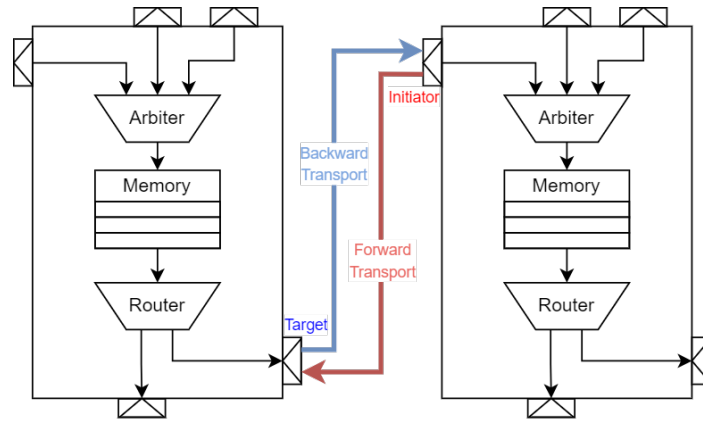 Arbiter
Memory
Router
Target
Backward
Transport
Forward
Transport
Initiator
Arbiter
Memory
Router